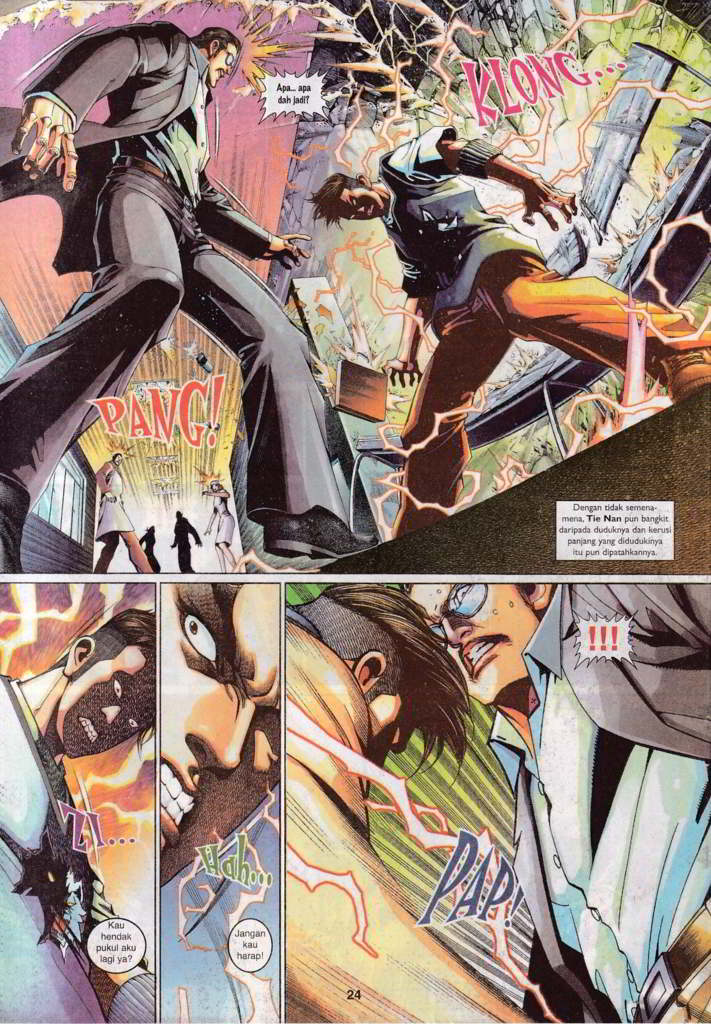 Apa... apa
dah jadi?
KLONG...
PANG!
Dengan tidak semena-
mena, Tie Nan pun bangkit
daripada duduknya dan kerusi
panjang yang didudukinya
itu pun dipatahkannya.
ZI...
Kau
hendak
pukul aku
lagi ya?
Hah...
Jangan
kau
harap!
!!!
PAP!
24